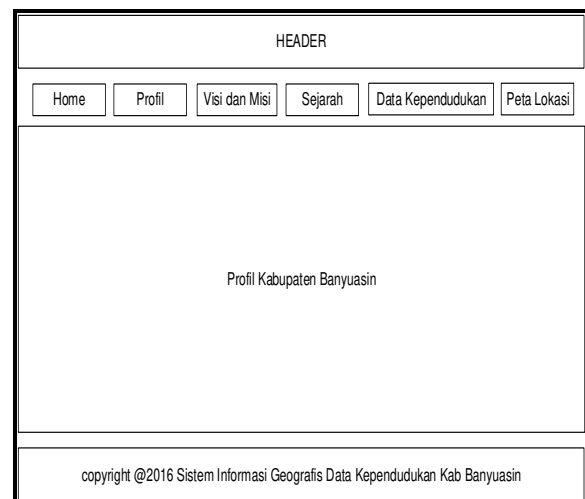 HEADER
Home Profil Visi dan Misi Sejarah Data Kependudukan Peta Lokasi
Profil Kabupaten Banyuasin
copyright @2016 Sistem Informasi Geografis Data Kependudukan Kab Banyuasin